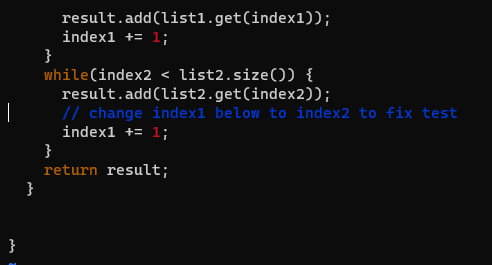 result.add(list1.get(index1));
      index1 += 1;
    }
    while(index2 < list2.size()) {
      result.add(list2.get(index2));
      // change index1 below to index2 to fix test
      index1 += 1;
    }
    return result;
  }


}
~